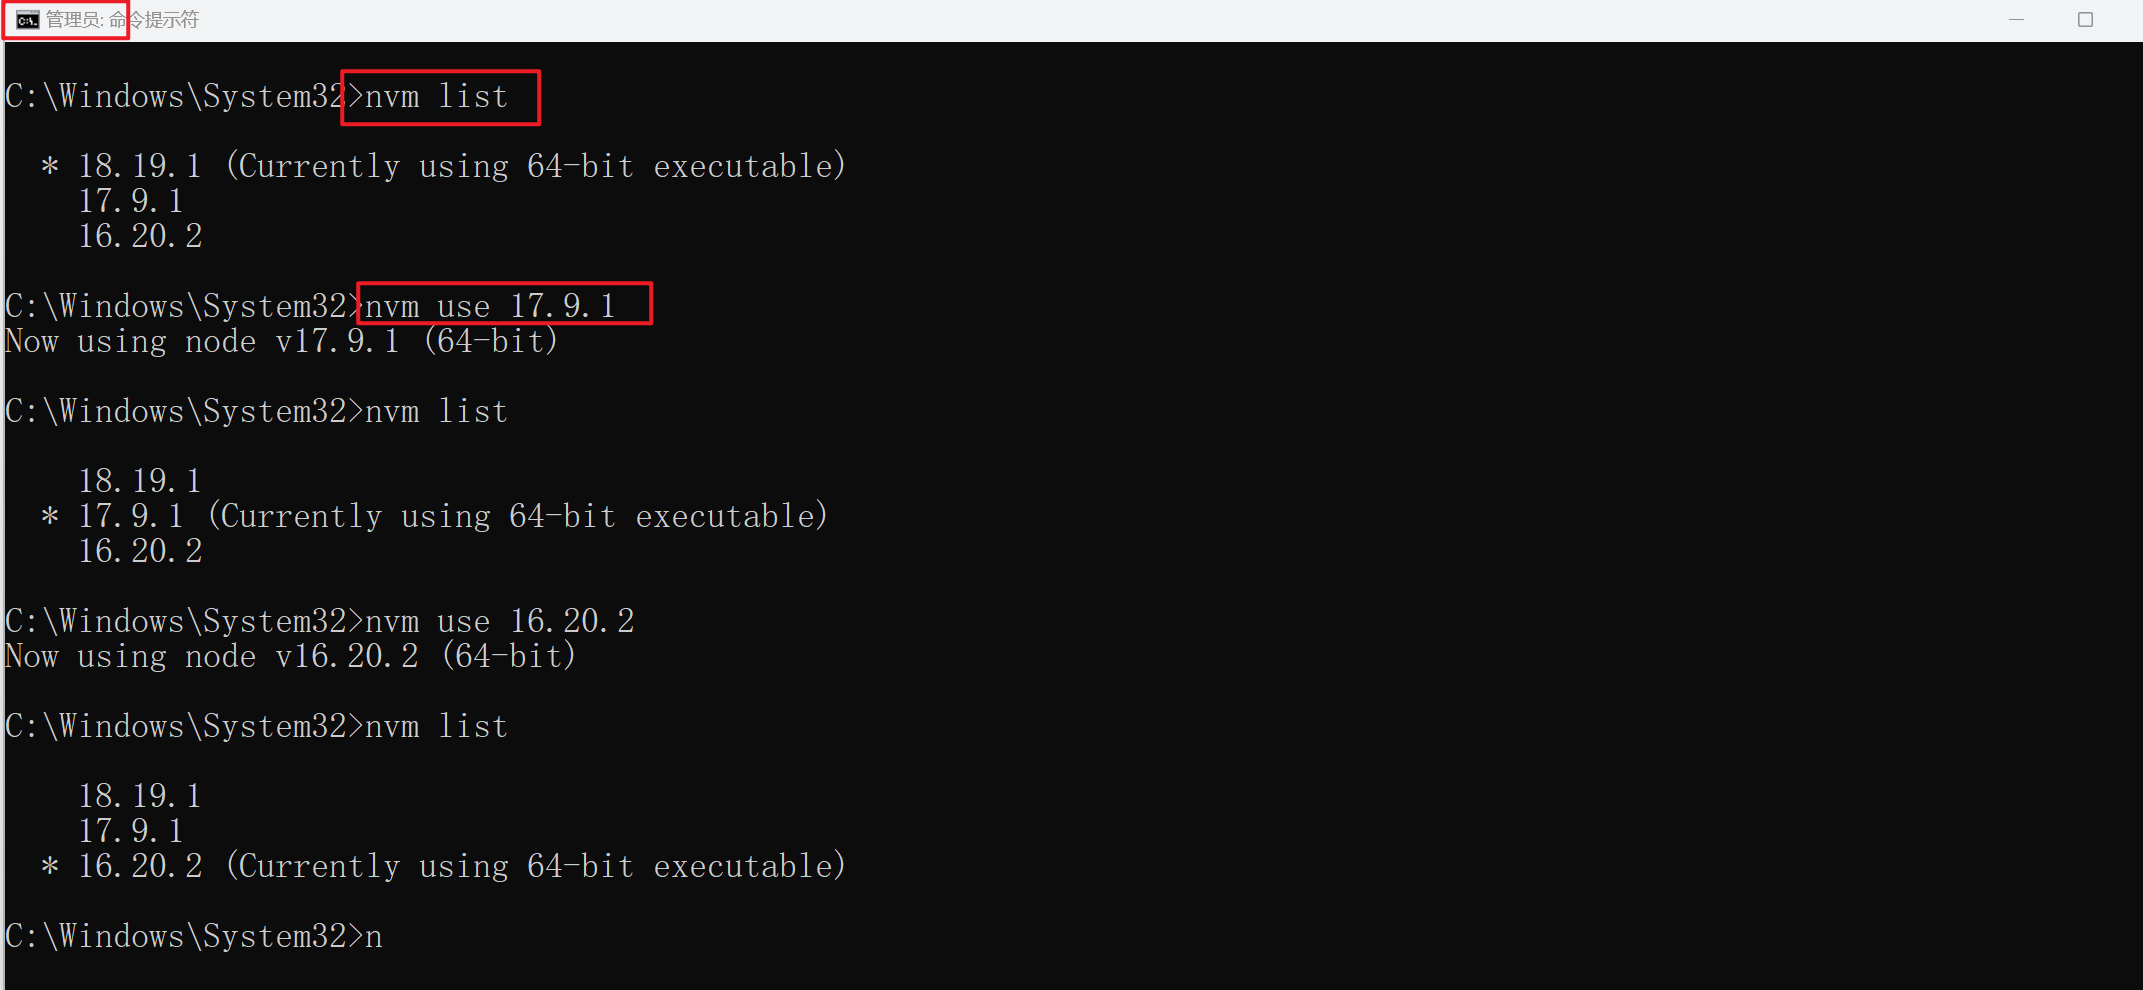 管理员: 命令提示符
C:\Windows\System32>nvm list
* 18.19.1 (Currently using 64-bit executable)
17.9.1
16.20.2
C:\Windows\System32>nvm use 17.9.1
Now using node v17.9.1 (64-bit)
C:\Windows\System32>nvm list
18.19.1
* 17.9.1 (Currently using 64-bit executable)
16.20.2
C:\Windows\System32>nvm use 16.20.2
Now using node v16.20.2 (64-bit)
C:\Windows\System32>nvm list
18.19.1
17.9.1
* 16.20.2 (Currently using 64-bit executable)
C:\Windows\System32>n